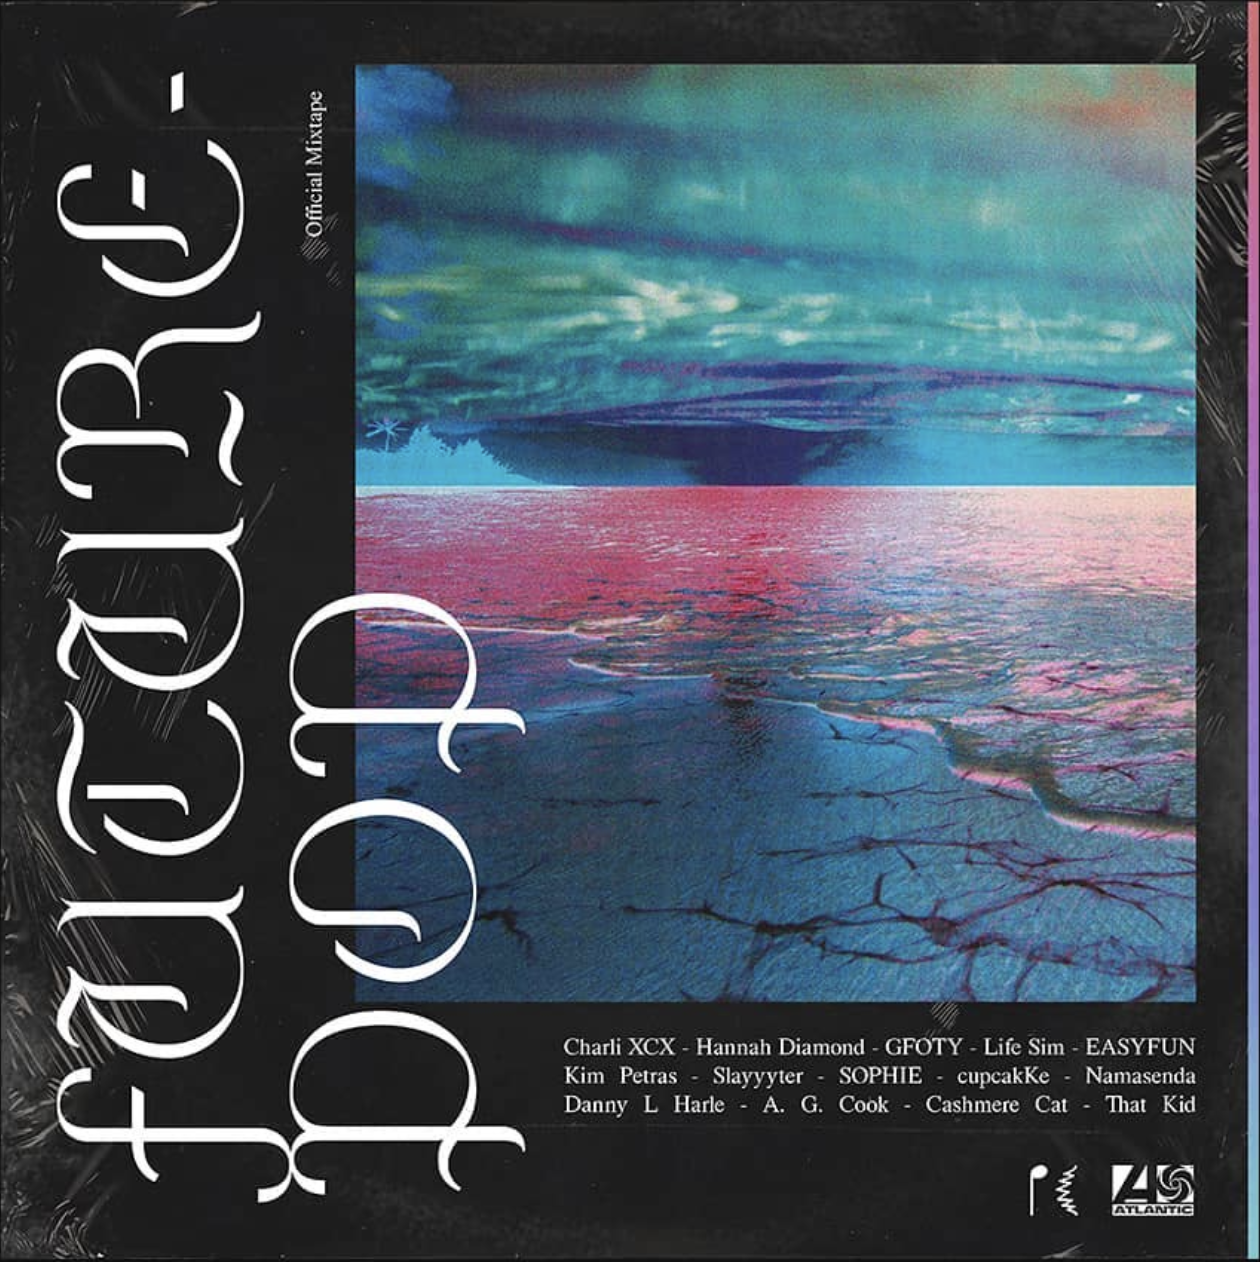 FUTURE-
POP
Official Mixtape
Charli XCX - Hannah Diamond - GFOTY - Life Sim - EASYFUN
Kim Petras - Slayyyter - SOPHIE - cupcakKe - Namasenda
Danny L Harle - A. G. Cook - Cashmere Cat - That Kid
ATLANTIC